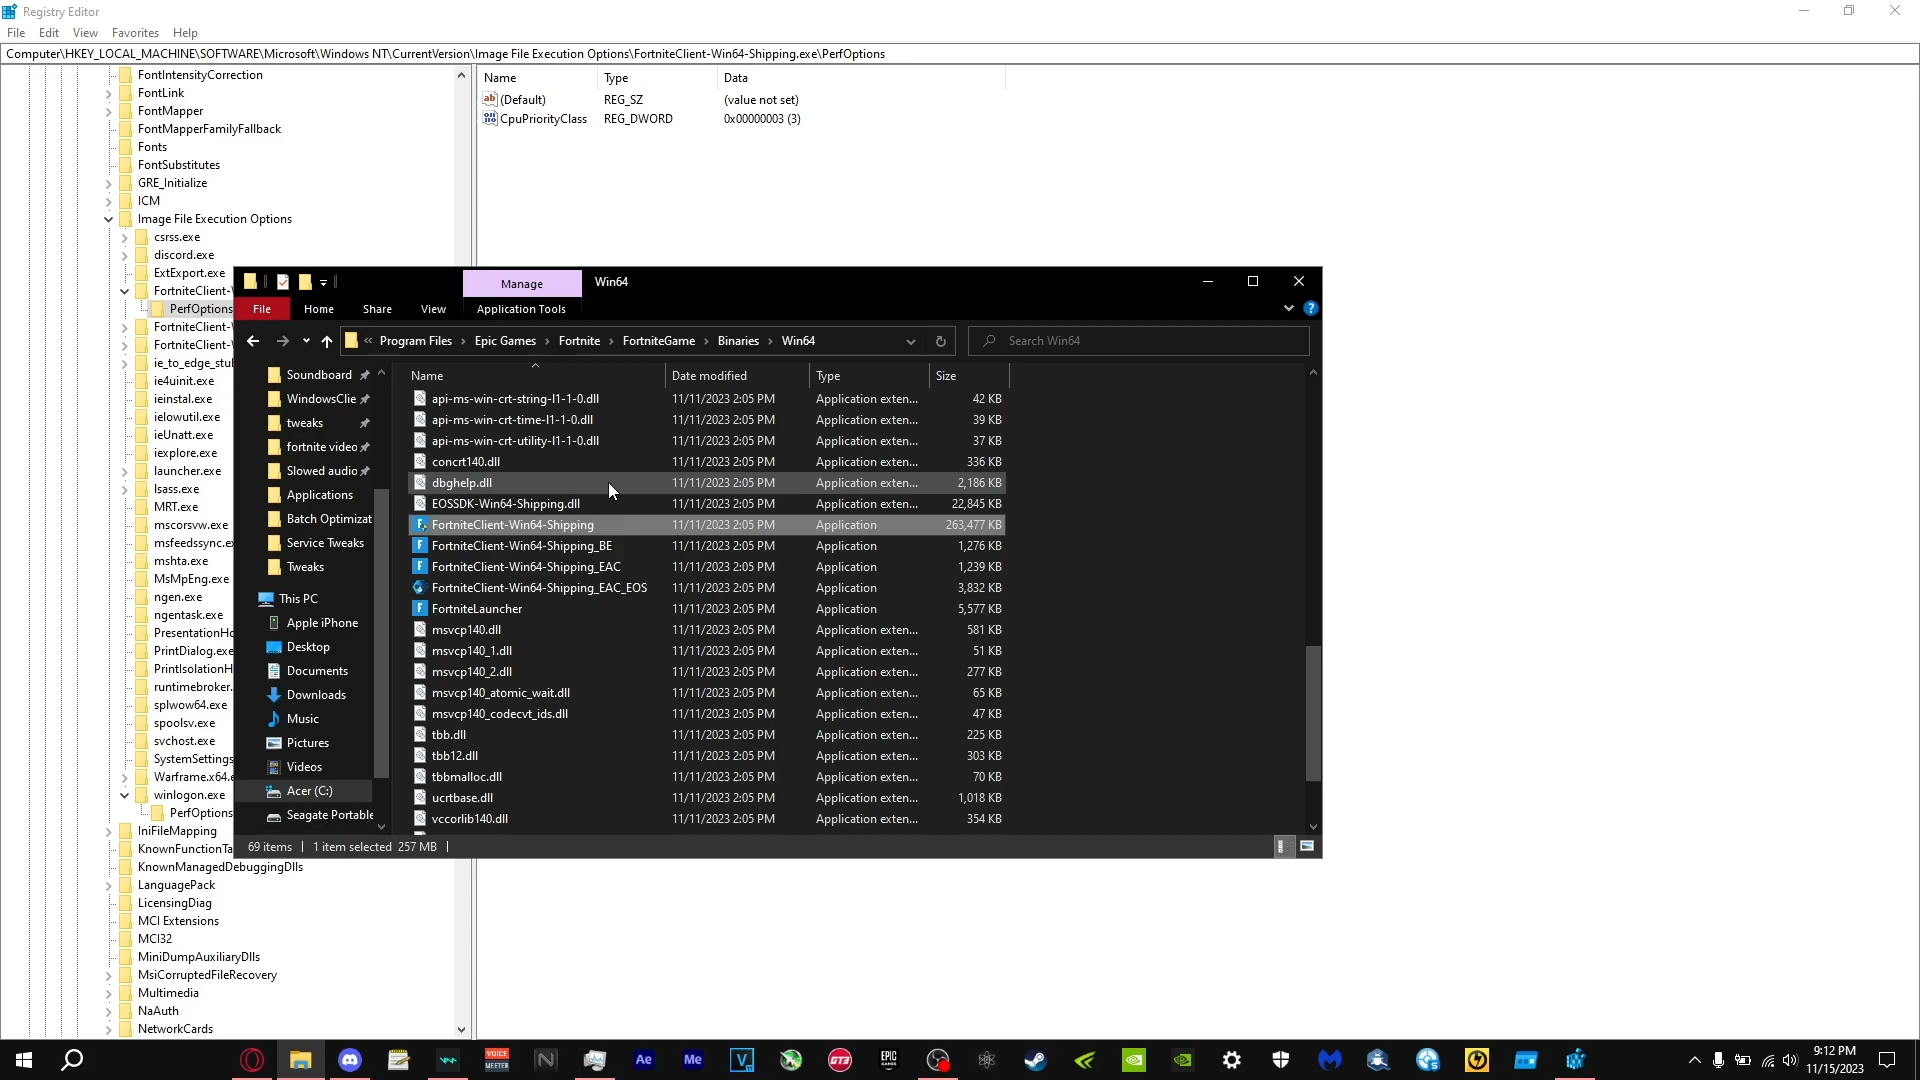 Registry Editor
File Edit View Favorites Help
Computer\HKEY_LOCAL_MACHINE\SOFTWARE\Microsoft\Windows NT\CurrentVersion\Image File Execution Options\FortniteClient-Win64-Shipping.exe\PerfOptions
FontIntensityCorrection
FontLink
FontMapper
FontMapperFamilyFallback
Fonts
FontSubstitutes
GRE_Initialize
ICM
Image File Execution Options
csrss.exe
discord.exe
ExtExport.exe
FortniteClient-
PerfOptions
FortniteClient-
FortniteClient-
ie_to_edge_stu
ie4uinit.exe
ieinstal.exe
ielowutil.exe
ieUnatt.exe
iexplore.exe
launcher.exe
lsass.exe
MRT.exe
mscorsvw.exe
msfeedssync.ex
mshta.exe
MsMpEng.exe
ngen.exe
ngentask.exe
PresentationHo
PrintDialog.exe
PrintIsolationH
runtimebroker.
splwow64.exe
spoolsv.exe
svchost.exe
SystemSettings
Warframe.x64.e
winlogon.exe
PerfOptions
IniFileMapping
KnownFunctionTa
KnownManagedDebuggingDlls
LanguagePack
LicensingDiag
MCI Extensions
MCI32
MiniDumpAuxiliaryDlls
MsiCorruptedFileRecovery
Multimedia
NaAuth
NetworkCards
Name Type Data
(Default) REG_SZ (value not set)
CpuPriorityClass REG_DWORD 0x00000003 (3)
Manage Win64
File Home Share View Application Tools
« Program Files › Epic Games › Fortnite › FortniteGame › Binaries › Win64
Search Win64
Soundboard
WindowsClie
tweaks
fortnite video
Slowed audio
Applications
Batch Optimizat
Service Tweaks
Tweaks
This PC
Apple iPhone
Desktop
Documents
Downloads
Music
Pictures
Videos
Acer (C:)
Seagate Portable
Name Date modified Type Size
api-ms-win-crt-string-l1-1-0.dll 11/11/2023 2:05 PM Application exten... 42 KB
api-ms-win-crt-time-l1-1-0.dll 11/11/2023 2:05 PM Application exten... 39 KB
api-ms-win-crt-utility-l1-1-0.dll 11/11/2023 2:05 PM Application exten... 37 KB
concrt140.dll 11/11/2023 2:05 PM Application exten... 336 KB
dbghelp.dll 11/11/2023 2:05 PM Application exten... 2,186 KB
EOSSDK-Win64-Shipping.dll 11/11/2023 2:05 PM Application exten... 22,845 KB
FortniteClient-Win64-Shipping 11/11/2023 2:05 PM Application 263,477 KB
FortniteClient-Win64-Shipping_BE 11/11/2023 2:05 PM Application 1,276 KB
FortniteClient-Win64-Shipping_EAC 11/11/2023 2:05 PM Application 1,239 KB
FortniteClient-Win64-Shipping_EAC_EOS 11/11/2023 2:05 PM Application 3,832 KB
FortniteLauncher 11/11/2023 2:05 PM Application 5,577 KB
msvcp140.dll 11/11/2023 2:05 PM Application exten... 581 KB
msvcp140_1.dll 11/11/2023 2:05 PM Application exten... 51 KB
msvcp140_2.dll 11/11/2023 2:05 PM Application exten... 277 KB
msvcp140_atomic_wait.dll 11/11/2023 2:05 PM Application exten... 65 KB
msvcp140_codecvt_ids.dll 11/11/2023 2:05 PM Application exten... 47 KB
tbb.dll 11/11/2023 2:05 PM Application exten... 225 KB
tbb12.dll 11/11/2023 2:05 PM Application exten... 303 KB
tbbmalloc.dll 11/11/2023 2:05 PM Application exten... 70 KB
ucrtbase.dll 11/11/2023 2:05 PM Application exten... 1,018 KB
vccorlib140.dll 11/11/2023 2:05 PM Application exten... 354 KB
69 items 1 item selected 257 MB
VOICE MEETER
Ae
Me
EPIC GAMES
9:12 PM
11/15/2023